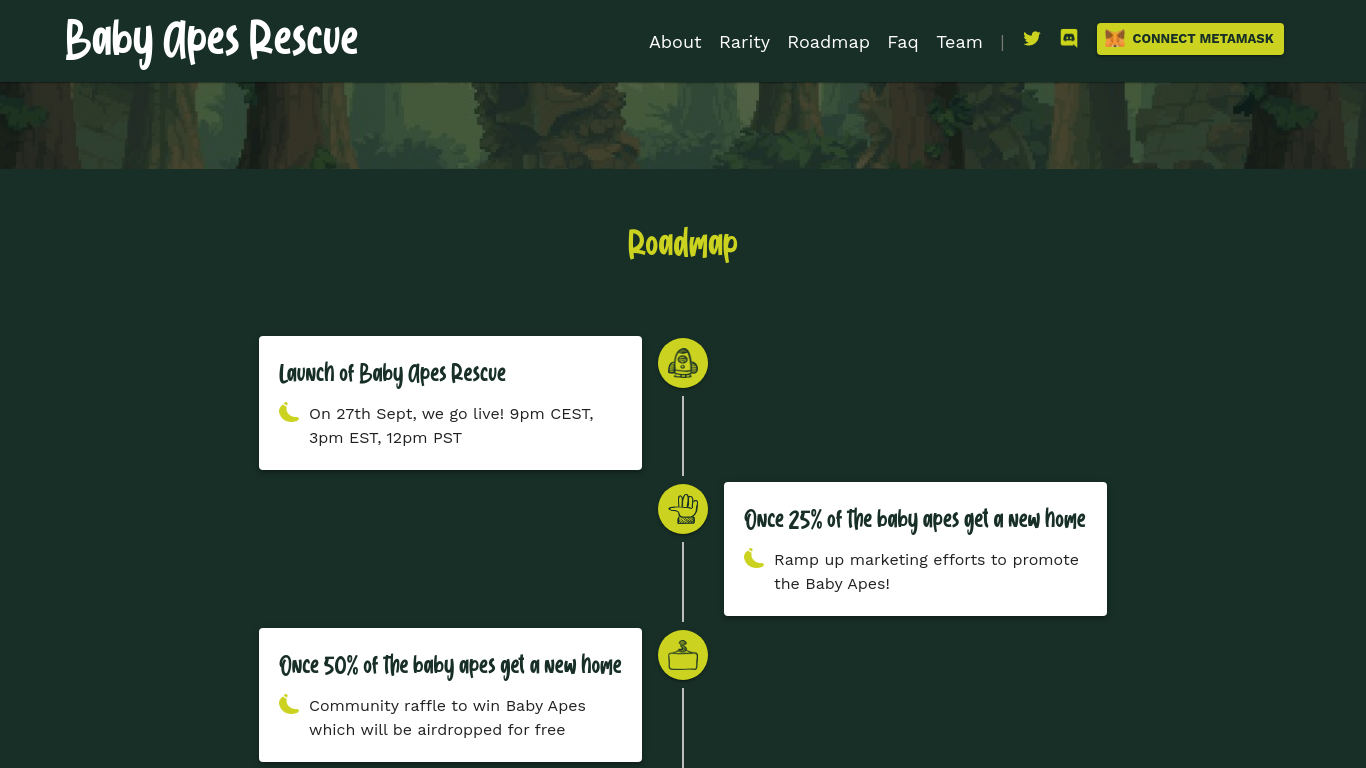 Baby Apes Rescue
About Rarity Roadmap Faq Team | CONNECT METAMASK
Roadmap
Launch of Baby Apes Rescue
On 27th Sept, we go live! 9pm CEST,
3pm EST, 12pm PST
Once 25% of the baby apes get a new home
Ramp up marketing efforts to promote
the Baby Apes!
Once 50% of the baby apes get a new home
Community raffle to win Baby Apes
which will be airdropped for free